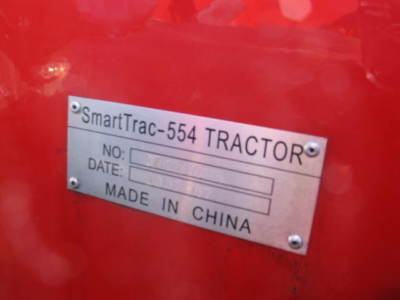 SmartTrac-554 TRACTOR
NO:
DATE:
MADE IN CHINA